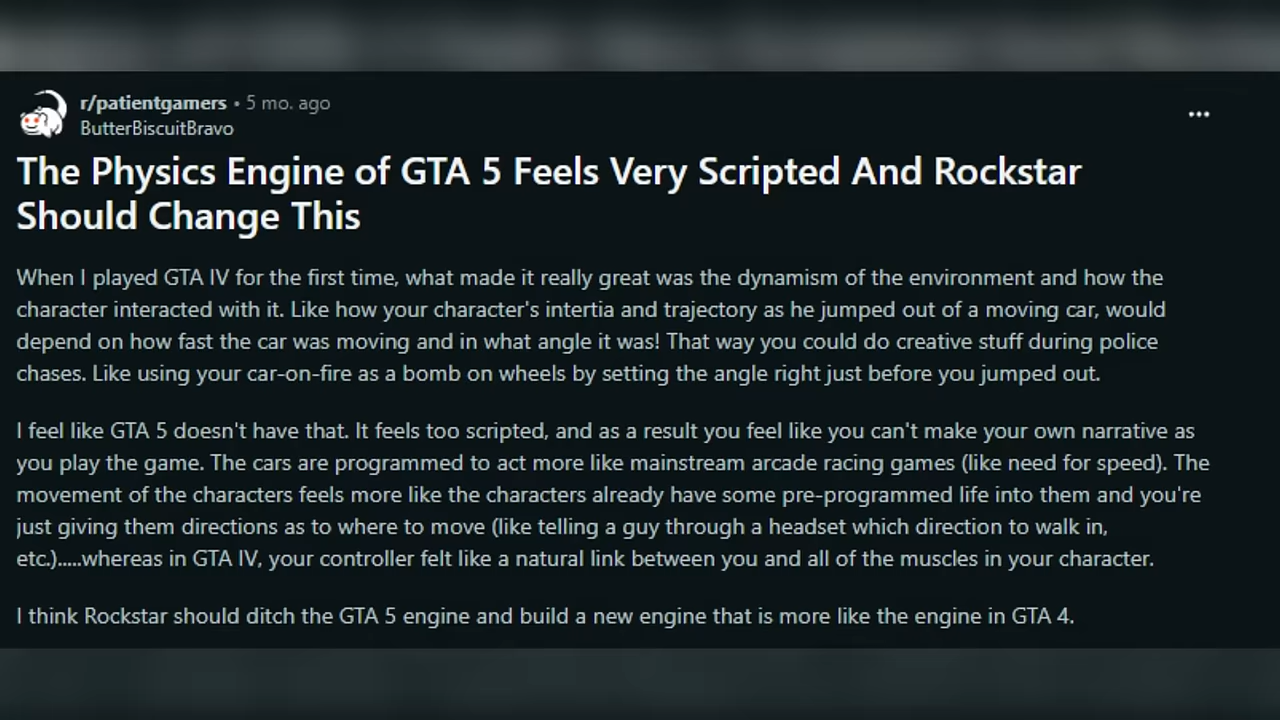 r/patientgamers • 5 mo. ago
ButterBiscuitBravo
The Physics Engine of GTA 5 Feels Very Scripted And Rockstar
Should Change This
When I played GTA IV for the first time, what made it really great was the dynamism of the environment and how the
character interacted with it. Like how your character's intertia and trajectory as he jumped out of a moving car, would
depend on how fast the car was moving and in what angle it was! That way you could do creative stuff during police
chases. Like using your car-on-fire as a bomb on wheels by setting the angle right just before you jumped out.
I feel like GTA 5 doesn't have that. It feels too scripted, and as a result you feel like you can't make your own narrative as
you play the game. The cars are programmed to act more like mainstream arcade racing games (like need for speed). The
movement of the characters feels more like the characters already have some pre-programmed life into them and you're
just giving them directions as to where to move (like telling a guy through a headset which direction to walk in,
etc.).....whereas in GTA IV, your controller felt like a natural link between you and all of the muscles in your character.
I think Rockstar should ditch the GTA 5 engine and build a new engine that is more like the engine in GTA 4.